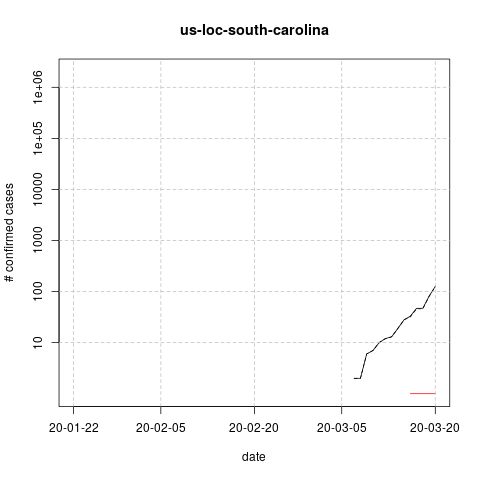 us-loc-south-carolina
# confirmed cases
1e+06
1e+05
10000
1000
100
10
20-01-22 20-02-05 20-02-20 20-03-05 20-03-20
date